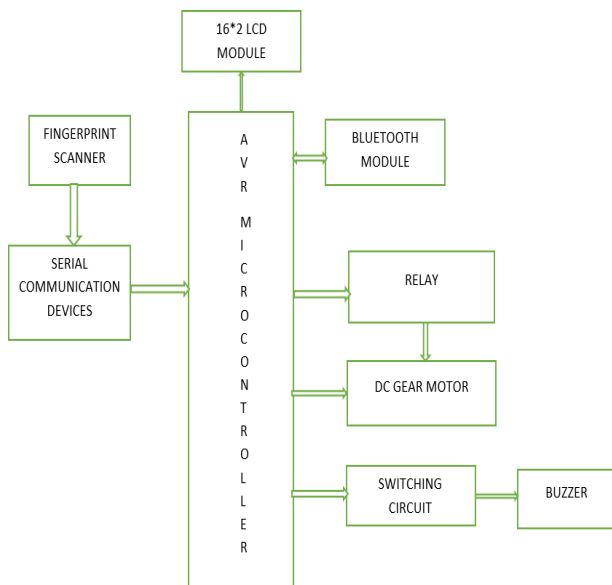 16*2 LCD
MODULE
FINGERPRINT
SCANNER
SERIAL
COMMUNICATION
DEVICES
A
V
R
M
I
C
R
O
C
O
N
T
R
O
L
L
E
R
BLUETOOTH
MODULE
RELAY
DC GEAR MOTOR
SWITCHING
CIRCUIT
BUZZER